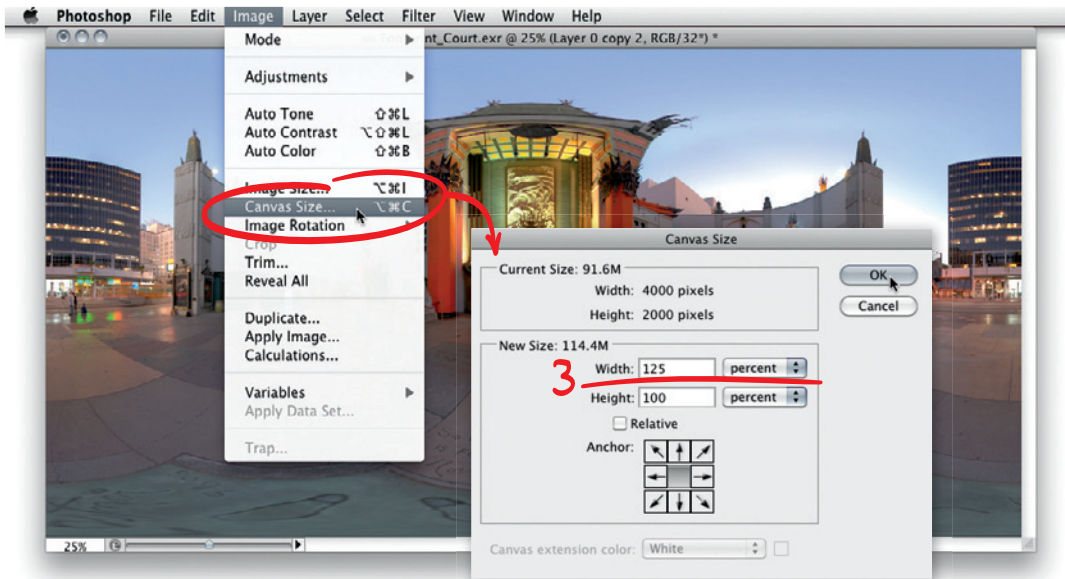 Photoshop File Edit Image Layer Select Filter View Window Help
nt_Court.exr @ 25% (Layer 0 copy 2, RGB/32*) *
Mode
Adjustments
Auto Tone ⇧⌘L
Auto Contrast ⌥⇧⌘L
Auto Color ⇧⌘B
Image Size... ⌥⌘I
Canvas Size... ⌥⌘C
Image Rotation
Crop
Trim...
Reveal All
Duplicate...
Apply Image...
Calculations...
Variables
Apply Data Set...
Trap...
25%
Canvas Size
Current Size: 91.6M
Width: 4000 pixels
Height: 2000 pixels
OK
Cancel
New Size: 114.4M
3
Width: 125 percent
Height: 100 percent
Relative
Anchor:
Canvas extension color: White